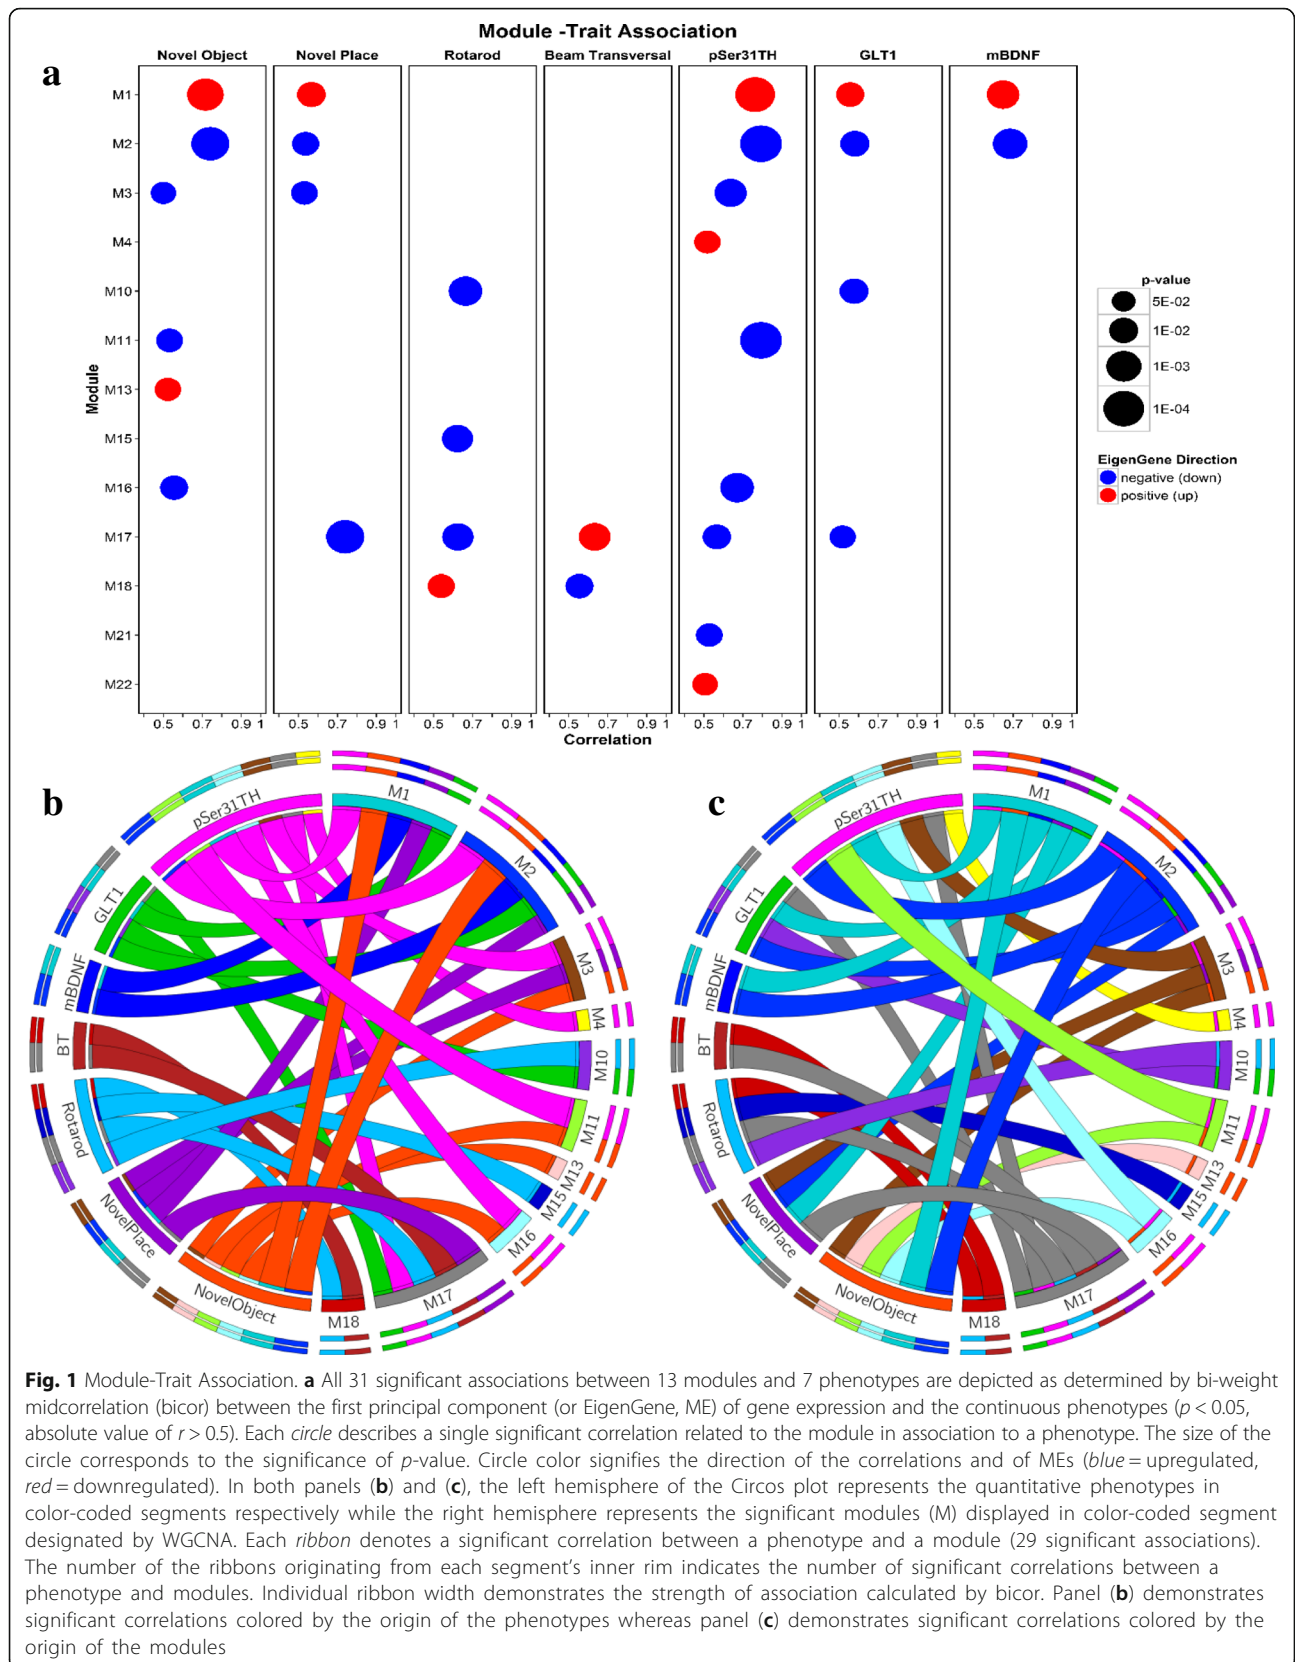 Module -Trait Association
Novel Object Novel Place Rotarod Beam Transversal pSer31TH GLT1 mBDNF
a
M1
M2
M3
M4
M10
M11
M13
M15
M16
M17
M18
M21
M22
Module
0.5 0.7 0.9 1 0.5 0.7 0.9 1 0.5 0.7 0.9 1 0.5 0.7 0.9 1 0.5 0.7 0.9 1 0.5 0.7 0.9 1 0.5 0.7 0.9 1
Correlation
p-value
5E-02
1E-02
1E-03
1E-04
EigenGene Direction
negative (down)
positive (up)
b
pSer31TH
M1
M2
M3
M4
M10
M11
M13
M15
M16
M17
M18
NovelObject
NovelPlace
Rotarod
BT
mBDNF
GLT1
c
pSer31TH
M1
M2
M3
M4
M10
M11
M13
M15
M16
M17
M18
NovelObject
NovelPlace
Rotarod
BT
mBDNF
GLT1
Fig. 1 Module-Trait Association. a All 31 significant associations between 13 modules and 7 phenotypes are depicted as determined by bi-weight
midcorrelation (bicor) between the first principal component (or EigenGene, ME) of gene expression and the continuous phenotypes (p < 0.05,
absolute value of r > 0.5). Each circle describes a single significant correlation related to the module in association to a phenotype. The size of the
circle corresponds to the significance of p-value. Circle color signifies the direction of the correlations and of MEs (blue = upregulated,
red = downregulated). In both panels (b) and (c), the left hemisphere of the Circos plot represents the quantitative phenotypes in
color-coded segments respectively while the right hemisphere represents the significant modules (M) displayed in color-coded segment
designated by WGCNA. Each ribbon denotes a significant correlation between a phenotype and a module (29 significant associations).
The number of the ribbons originating from each segment's inner rim indicates the number of significant correlations between a
phenotype and modules. Individual ribbon width demonstrates the strength of association calculated by bicor. Panel (b) demonstrates
significant correlations colored by the origin of the phenotypes whereas panel (c) demonstrates significant correlations colored by the
origin of the modules